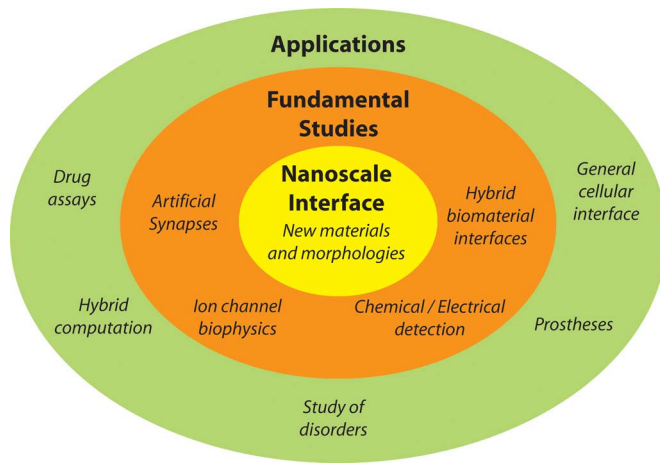 Applications
Fundamental
Studies
Nanoscale
Interface
New materials
and morphologies
Drug
assays
Artificial
Synapses
Hybrid
biomaterial
interfaces
General
cellular
interface
Hybrid
computation
Ion channel
biophysics
Chemical / Electrical
detection
Prostheses
Study of
disorders